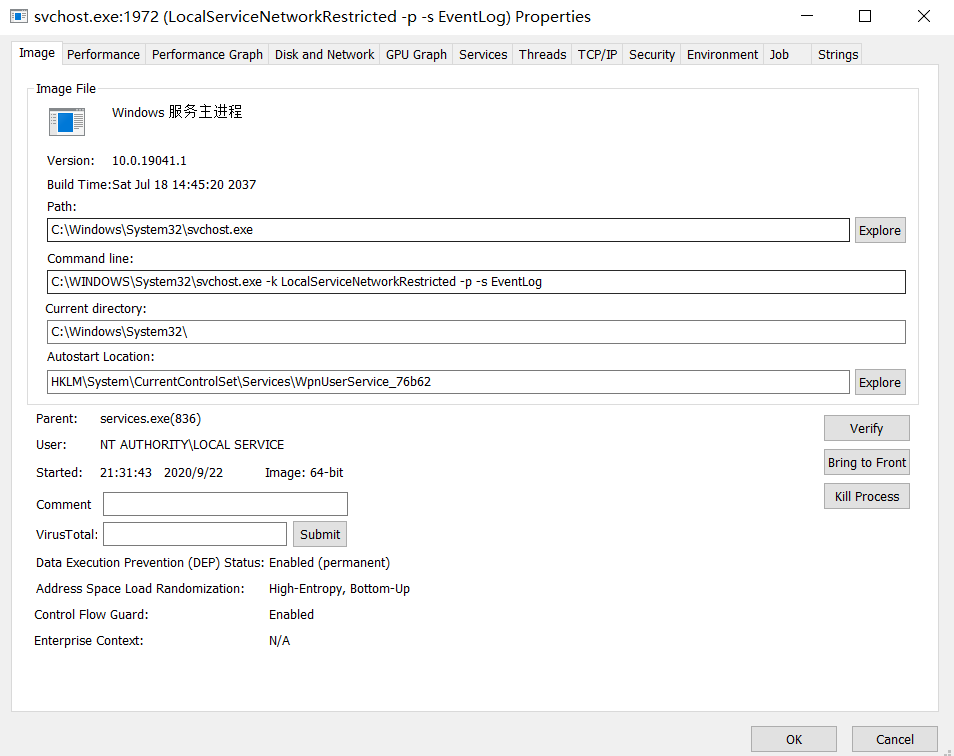 svchost.exe:1972 (LocalServiceNetworkRestricted -p -s EventLog) Properties
Image Performance Performance Graph Disk and Network GPU Graph Services Threads TCP/IP Security Environment Job Strings
Image File
Windows 服务主进程
Version: 10.0.19041.1
Build Time:Sat Jul 18 14:45:20 2037
Path:
C:\Windows\System32\svchost.exe Explore
Command line:
C:\WINDOWS\System32\svchost.exe -k LocalServiceNetworkRestricted -p -s EventLog
Current directory:
C:\Windows\System32\
Autostart Location:
HKLM\System\CurrentControlSet\Services\WpnUserService_76b62 Explore
Parent: services.exe(836)
Verify
User: NT AUTHORITY\LOCAL SERVICE
Bring to Front
Started: 21:31:43 2020/9/22 Image: 64-bit
Kill Process
Comment
VirusTotal: Submit
Data Execution Prevention (DEP) Status: Enabled (permanent)
Address Space Load Randomization: High-Entropy, Bottom-Up
Control Flow Guard: Enabled
Enterprise Context: N/A
OK Cancel